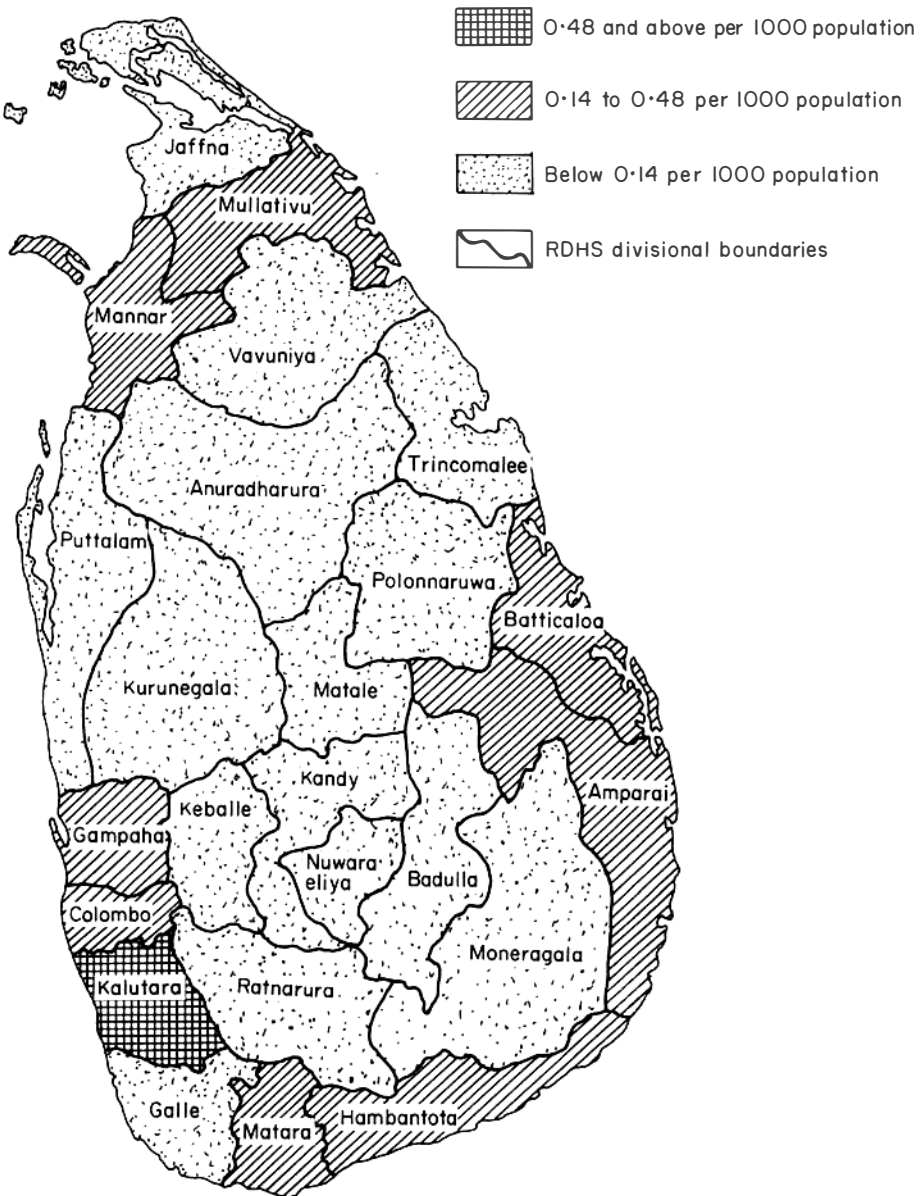 0·48 and above per 1000 population
0·14 to 0·48 per 1000 population
Below 0·14 per 1000 population
RDHS divisional boundaries
Jaffna
Mullativu
Mannar
Vavuniya
Trincomalee
Anuradharura
Puttalam
Polonnaruwa
Batticaloa
Kurunegala
Matale
Kandy
Amparai
Keballe
Gampaha
Nuwara
eliya
Badulla
Colombo
Moneragala
Kalutara
Ratnarura
Galle
Matara
Hambantota